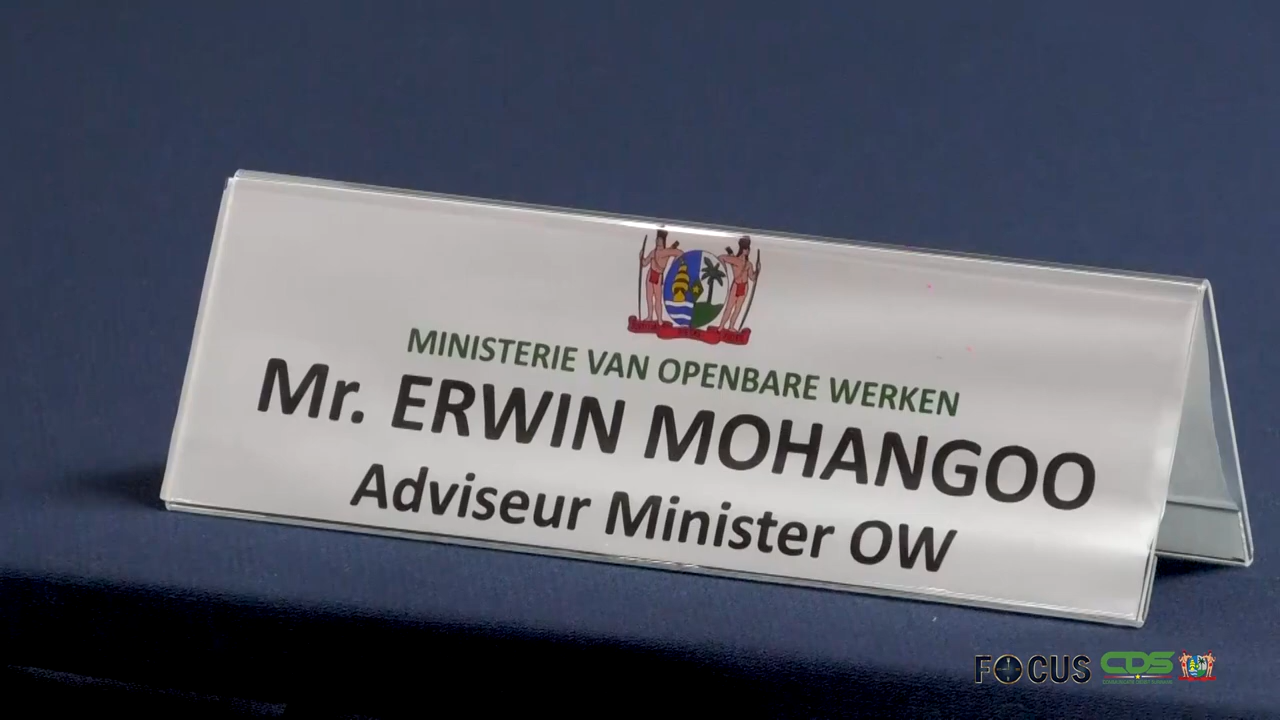 MINISTERIE VAN OPENBARE WERKEN
Mr. ERWIN MOHANGOO
Adviseur Minister OW
FOCUS CDS